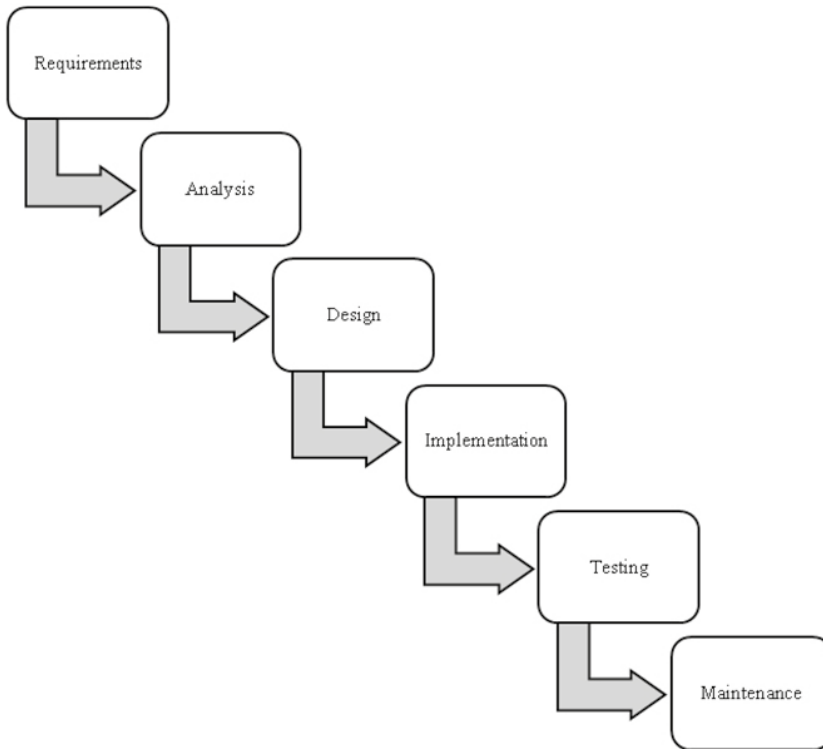 Requirements
Analysis
Design
Implementation
Testing
Maintenance